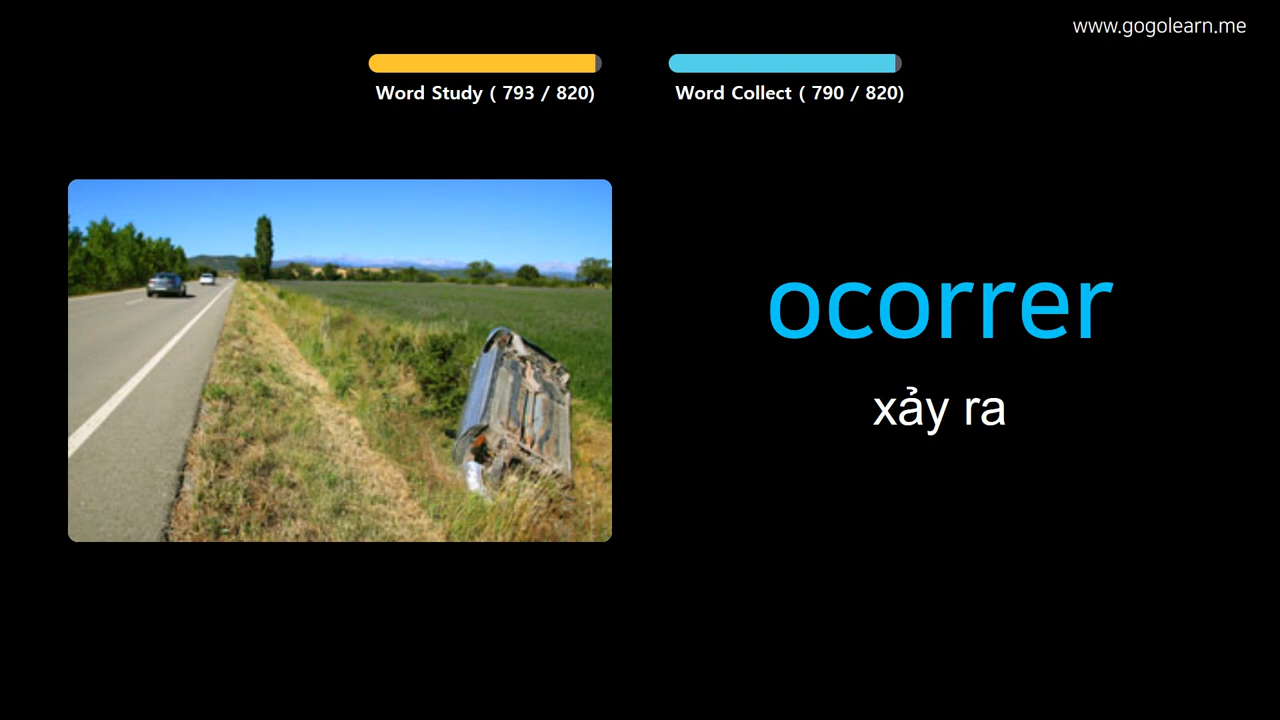 www.gogolearn.me
Word Study ( 793 / 820)
Word Collect ( 790 / 820)
ocorrer
xảy ra